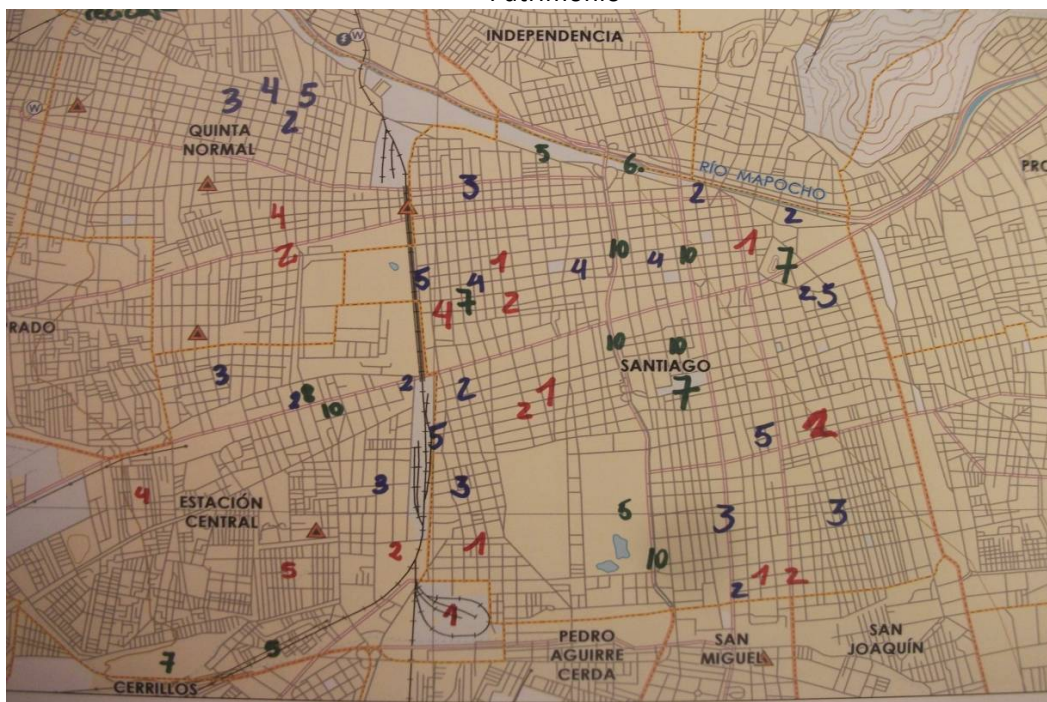 Patrimonio
INDEPENDENCIA
W
W
3 4 5
2
QUINTA
NORMAL
5
6.
RÍO MAPOCHO
PRO
3
2
2
4
2
1
10
4
10
1
7
4
5
4
7
2
4
2 5
RADO
10
10
SANTIAGO
7
3
2
2
1
2 8
10
2
2
5
5
4
ESTACIÓN
CENTRAL
3
3
5
3
3
2
1
5
10
1
2
2
1
5
7
CERRILLOS
PEDRO
AGUIRRE
CERDA
SAN
MIGUEL
SAN
JOAQUÍN